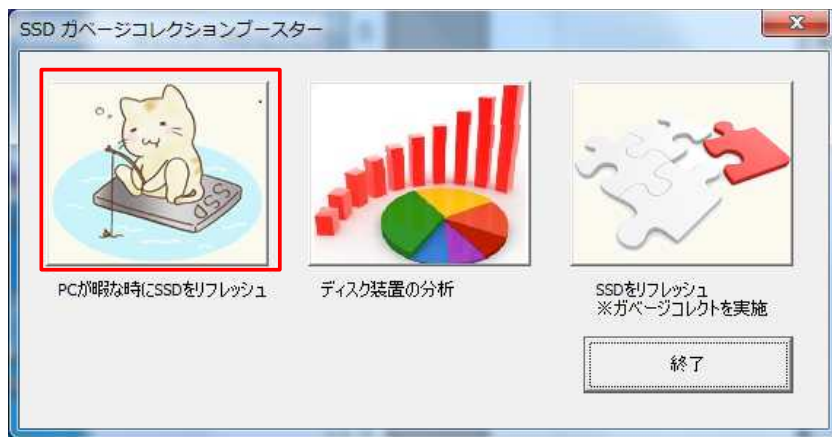 SSD ガベージコレクションブースター
SSD
PCが暇な時にSSDをリフレッシュ
ディスク装置の分析
SSDをリフレッシュ
※ガベージコレクトを実施
終了